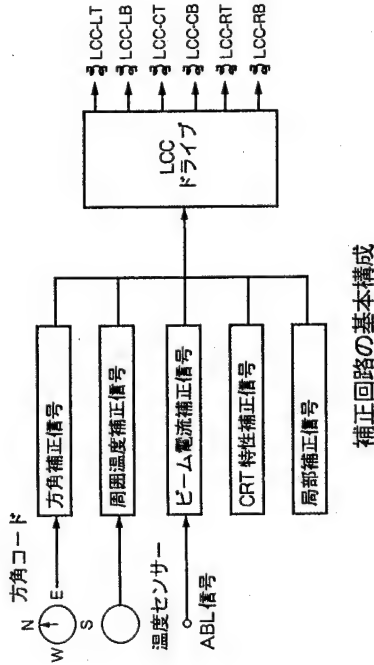 方角コード
N
W
E
S
方角補正信号
周囲温度補正信号
温度センサー
ビーム電流補正信号
ABL信号
CRT特性補正信号
局部補正信号
LCC
ドライブ
LCC-LT
LCC-LB
LCC-CT
LCC-CB
LCC-RT
LCC-RB
補正回路の基本構成